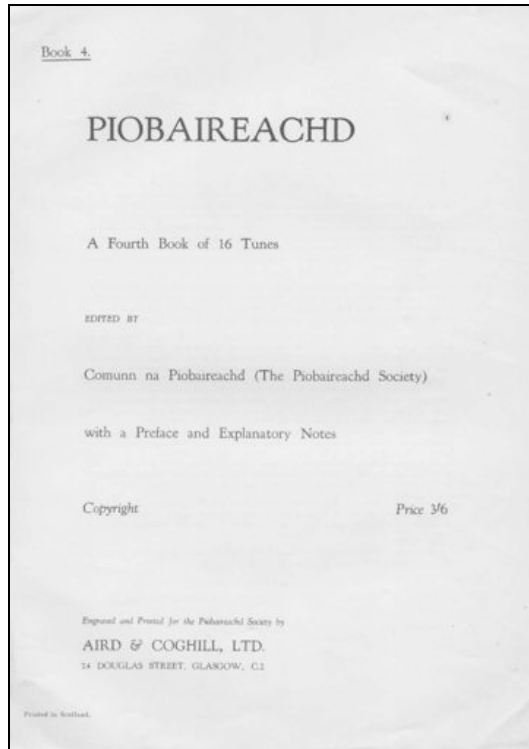 Book 4.
PIOBAIREACHD
A Fourth Book of 16 Tunes
EDITED BY
Comunn na Piobaireachd (The Piobaireachd Society)
with a Preface and Explanatory Notes
Copyright Price 3/6
Engraved and Printed for the Piobaireachd Society by
AIRD & COGHILL, LTD.
24 DOUGLAS STREET, GLASGOW, C.2
Printed in Scotland.